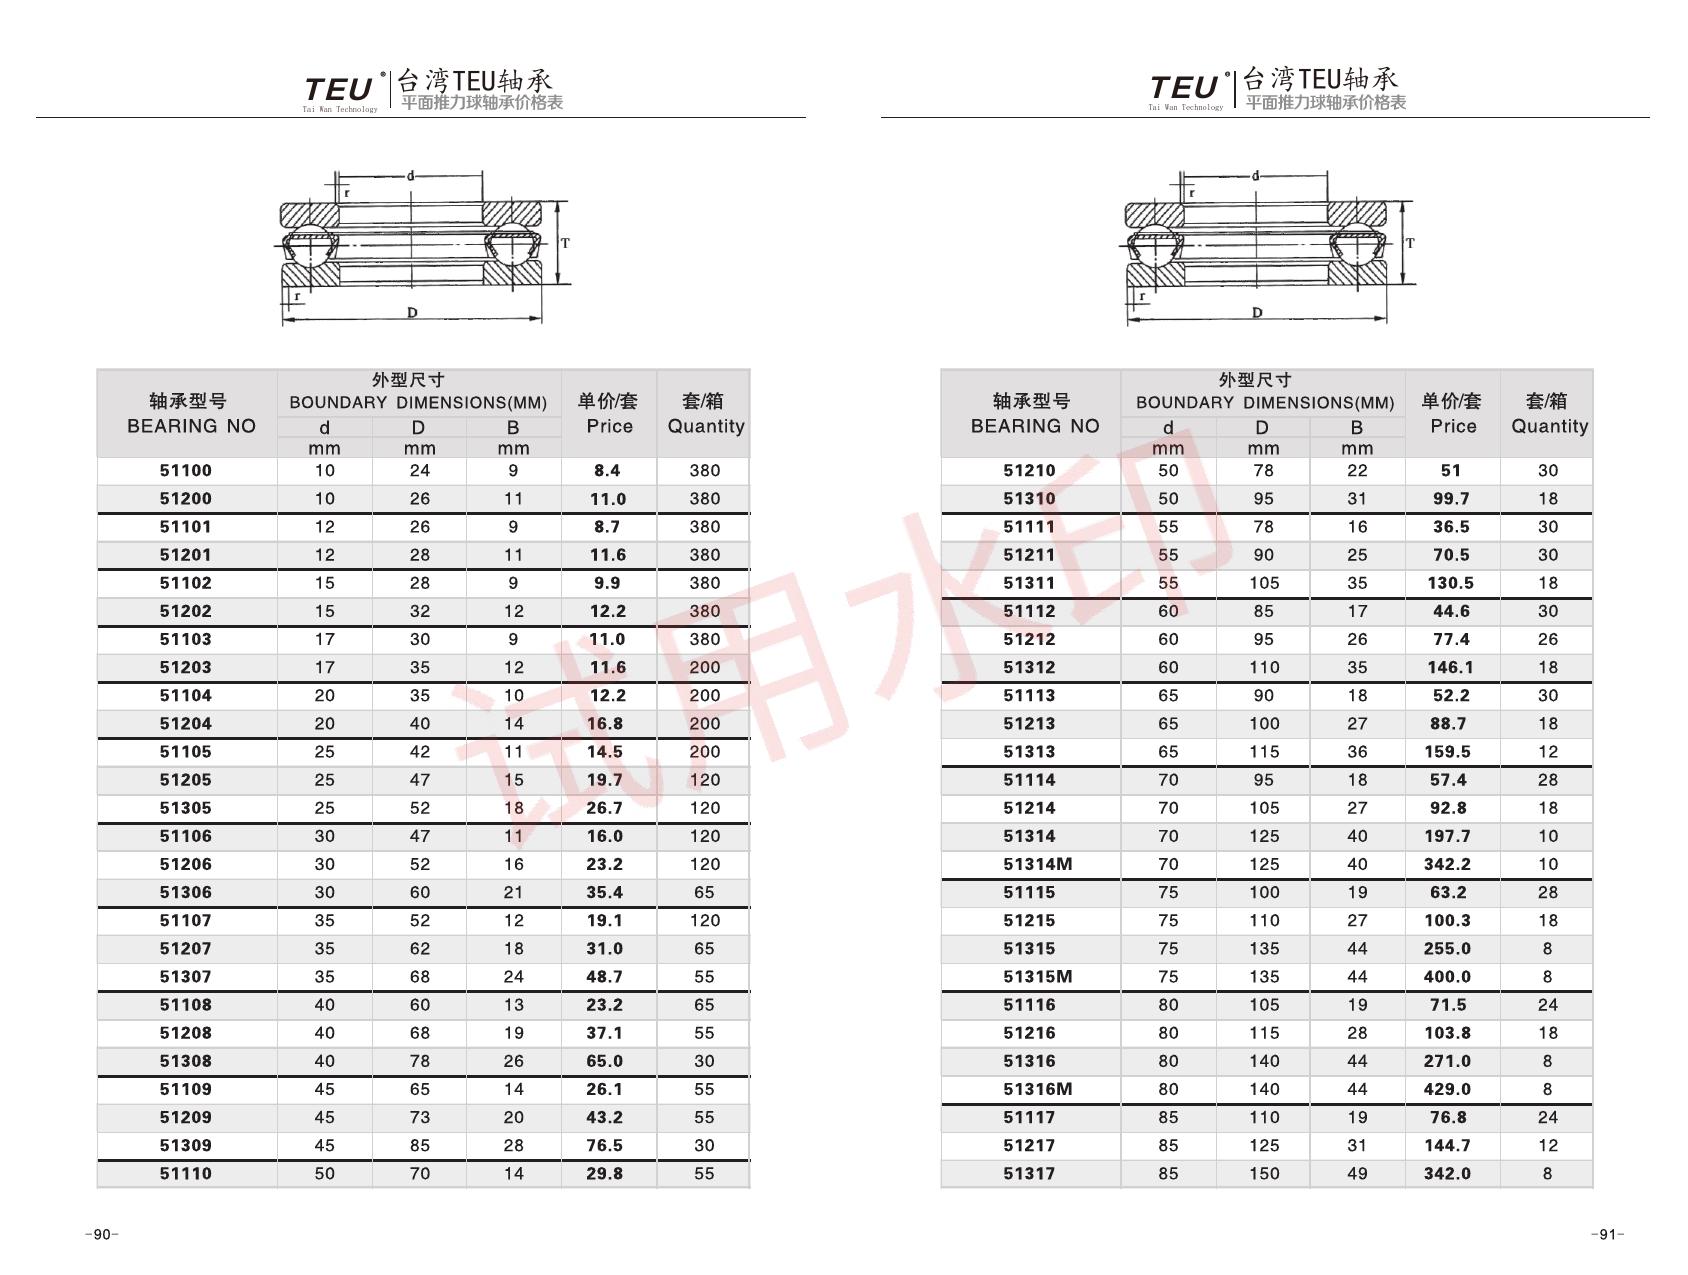 TEU®
Tai Wan Technology
台湾TEU轴承
平面推力球轴承价格表
d
r
T
r
D
轴承型号
BEARING NO
外型尺寸
BOUNDARY DIMENSIONS(MM)
单价/套
Price
套/箱
Quantity
d D B
mm mm mm
51100 10 24 9 8.4 380
51200 10 26 11 11.0 380
51101 12 26 9 8.7 380
51201 12 28 11 11.6 380
51102 15 28 9 9.9 380
51202 15 32 12 12.2 380
51103 17 30 9 11.0 380
51203 17 35 12 11.6 200
51104 20 35 10 12.2 200
51204 20 40 14 16.8 200
51105 25 42 11 14.5 200
51205 25 47 15 19.7 120
51305 25 52 18 26.7 120
51106 30 47 11 16.0 120
51206 30 52 16 23.2 120
51306 30 60 21 35.4 65
51107 35 52 12 19.1 120
51207 35 62 18 31.0 65
51307 35 68 24 48.7 55
51108 40 60 13 23.2 65
51208 40 68 19 37.1 55
51308 40 78 26 65.0 30
51109 45 65 14 26.1 55
51209 45 73 20 43.2 55
51309 45 85 28 76.5 30
51110 50 70 14 29.8 55
-90-
TEU®
Tai Wan Technology
台湾TEU轴承
平面推力球轴承价格表
d
r
T
r
D
轴承型号
BEARING NO
外型尺寸
BOUNDARY DIMENSIONS(MM)
单价/套
Price
套/箱
Quantity
d D B
mm mm mm
51210 50 78 22 51 30
51310 50 95 31 99.7 18
51111 55 78 16 36.5 30
51211 55 90 25 70.5 30
51311 55 105 35 130.5 18
51112 60 85 17 44.6 30
51212 60 95 26 77.4 26
51312 60 110 35 146.1 18
51113 65 90 18 52.2 30
51213 65 100 27 88.7 18
51313 65 115 36 159.5 12
51114 70 95 18 57.4 28
51214 70 105 27 92.8 18
51314 70 125 40 197.7 10
51314M 70 125 40 342.2 10
51115 75 100 19 63.2 28
51215 75 110 27 100.3 18
51315 75 135 44 255.0 8
51315M 75 135 44 400.0 8
51116 80 105 19 71.5 24
51216 80 115 28 103.8 18
51316 80 140 44 271.0 8
51316M 80 140 44 429.0 8
51117 85 110 19 76.8 24
51217 85 125 31 144.7 12
51317 85 150 49 342.0 8
-91-
试用水印